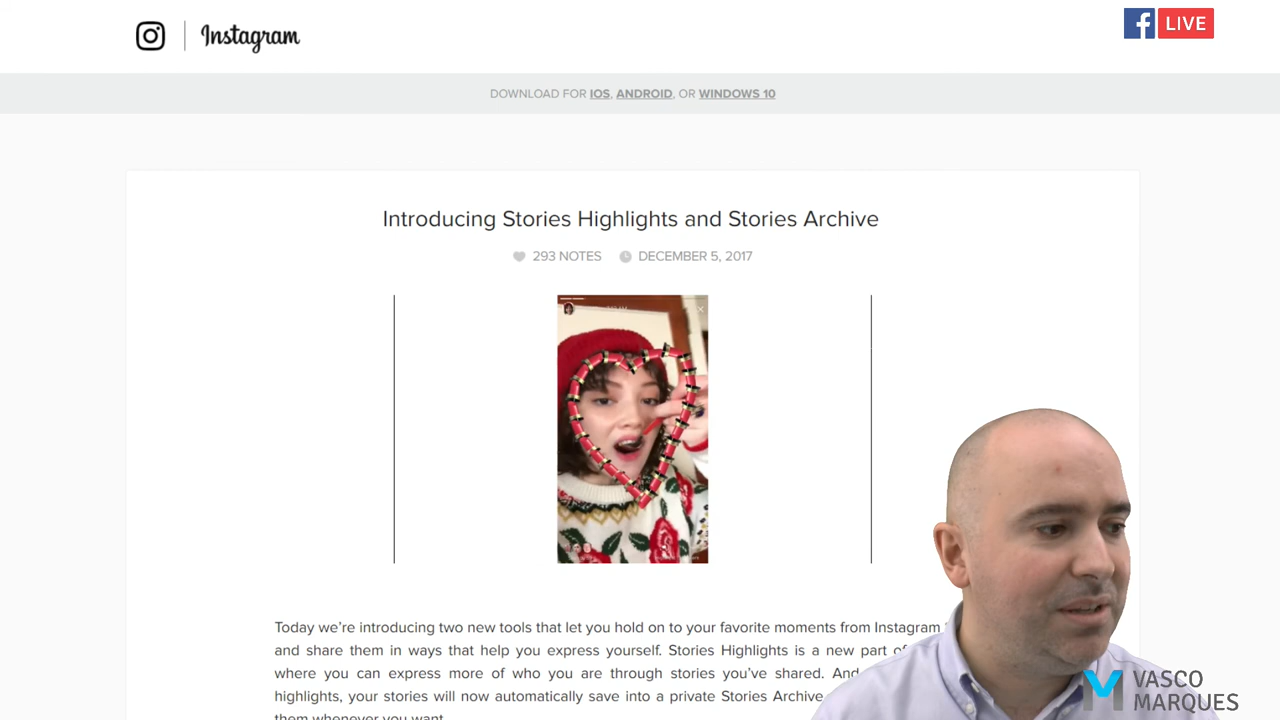 Instagram
LIVE
DOWNLOAD FOR IOS, ANDROID, OR WINDOWS 10
Introducing Stories Highlights and Stories Archive
293 NOTES DECEMBER 5, 2017
Today we’re introducing two new tools that let you hold on to your favorite moments from Instagram
and share them in ways that help you express yourself. Stories Highlights is a new part of
where you can express more of who you are through stories you’ve shared. And
highlights, your stories will now automatically save into a private Stories Archive
them whenever you want.
VASCO
MARQUES